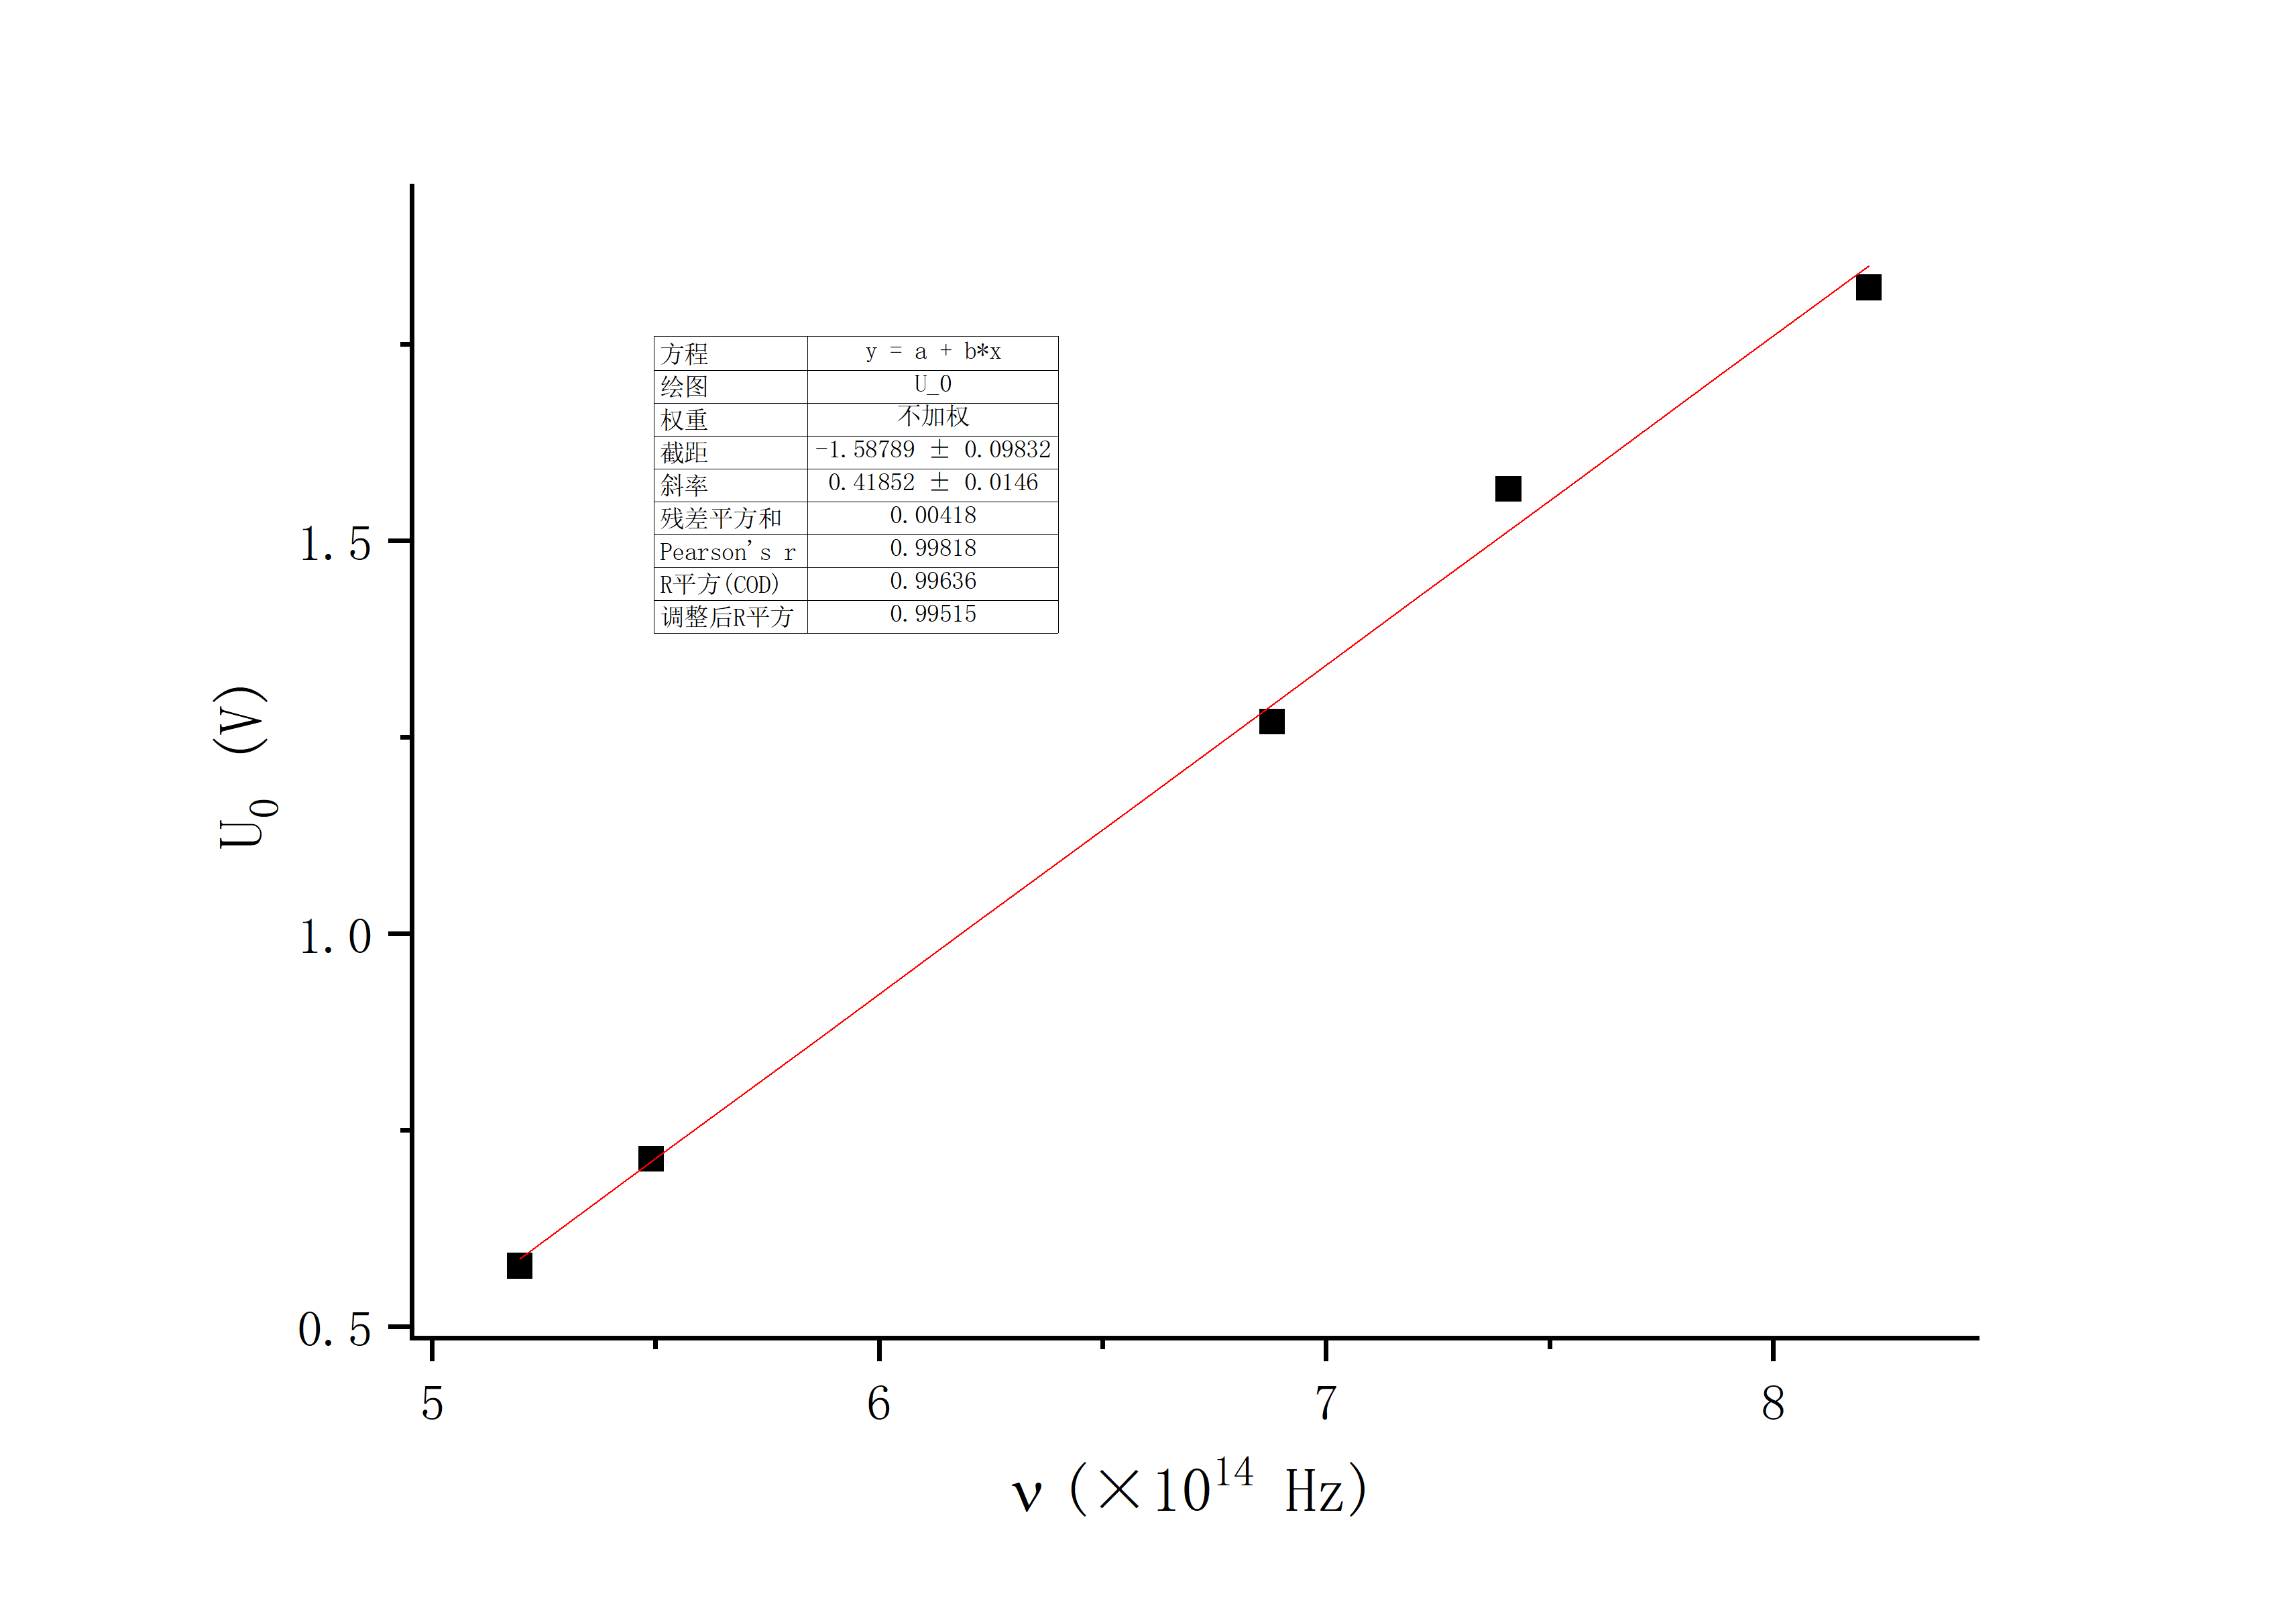 方程 y = a + b*x
绘图 U_0
权重 不加权
截距 -1.58789 ± 0.09832
斜率 0.41852 ± 0.0146
残差平方和 0.00418
Pearson's r 0.99818
R平方(COD) 0.99636
调整后R平方 0.99515
1.5
1.0
0.5
U₀ (V)
5 6 7 8
ν (×10¹⁴ Hz)